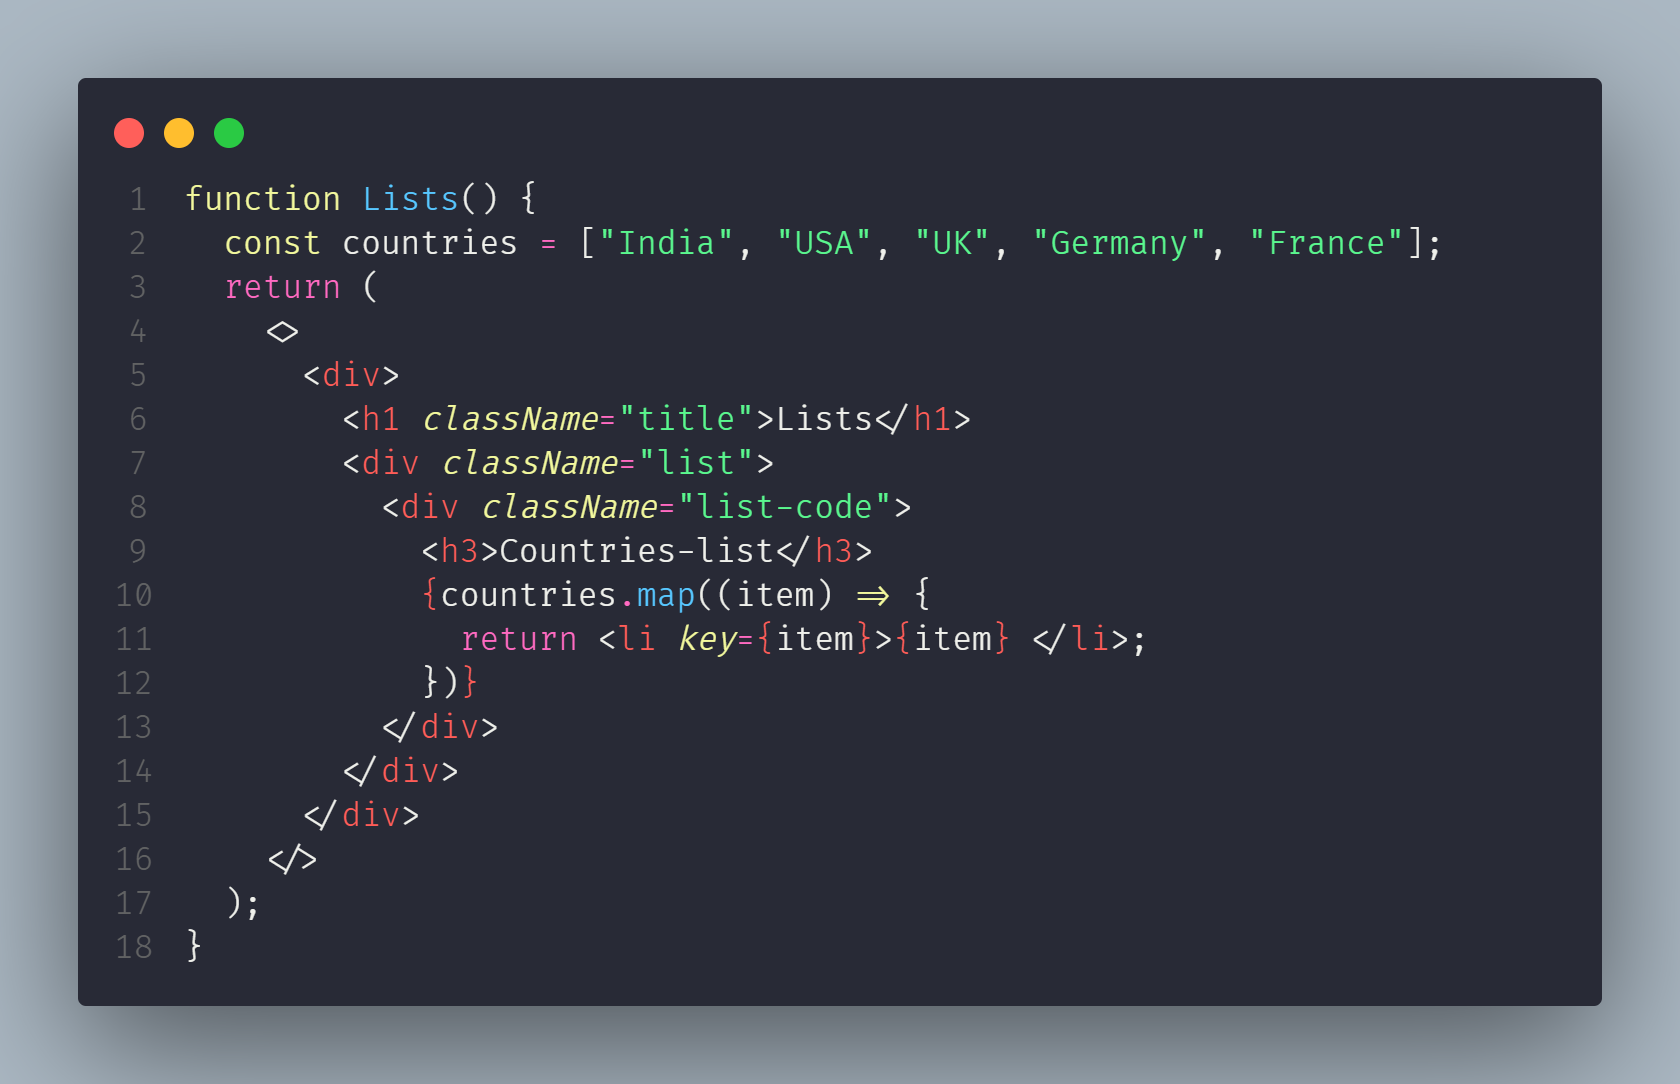 1 function Lists() {
2   const countries = ["India", "USA", "UK", "Germany", "France"];
3   return (
4     <>
5       <div>
6         <h1 className="title">Lists</h1>
7         <div className="list">
8           <div className="list-code">
9             <h3>Countries-list</h3>
10             {countries.map((item) => {
11               return <li key={item}>{item} </li>;
12             })}
13           </div>
14         </div>
15       </div>
16     </>
17   );
18 }